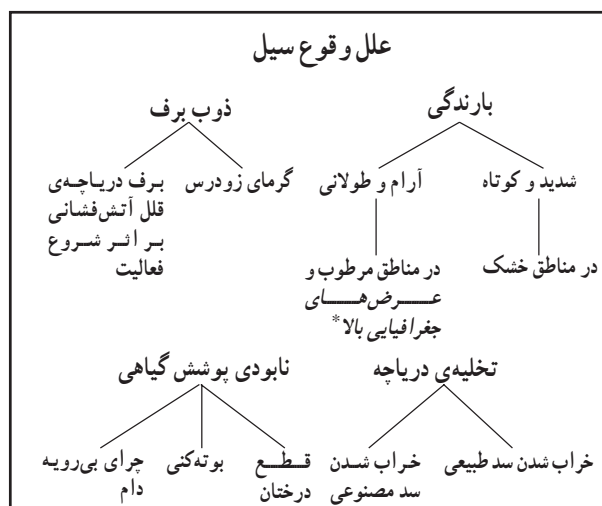 علل وقوع سیل
بارندگی
ذوب برف
شدید و کوتاه
آرام و طولانی
گرمای زودرس
برف دریاچه‌ی
قلل آتش‌فشانی
بر اثر شروع
فعالیت
در مناطق خشک
در مناطق مرطوب و
عرض‌های
جغرافیایی بالا*
تخلیه‌ی دریاچه
نابودی پوشش گیاهی
خراب شدن سد طبیعی
خراب شدن
سد مصنوعی
قطع
درختان
بوته‌کنی
چرای بی‌رویه
دام